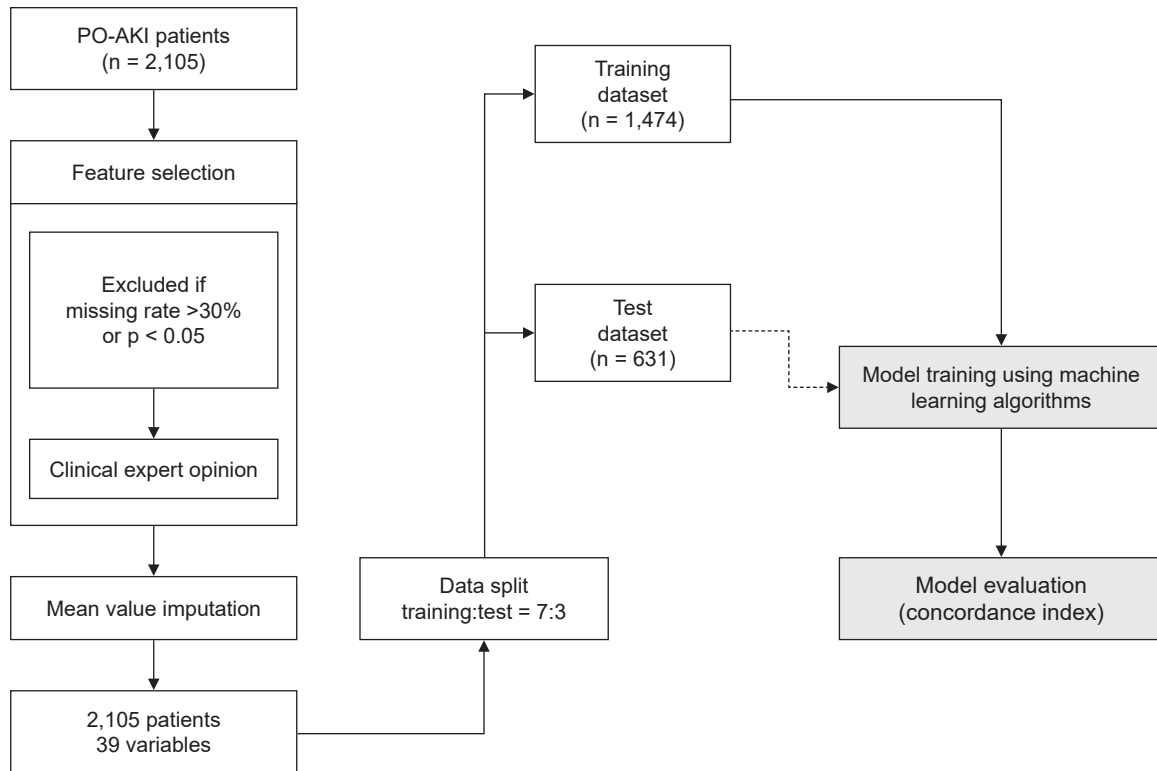 PO-AKI patients
(n = 2,105)
Feature selection
Excluded if
missing rate >30%
or p < 0.05
Clinical expert opinion
Mean value imputation
2,105 patients
39 variables
Data split
training:test = 7:3
Training
dataset
(n = 1,474)
Test
dataset
(n = 631)
Model training using machine
learning algorithms
Model evaluation
(concordance index)